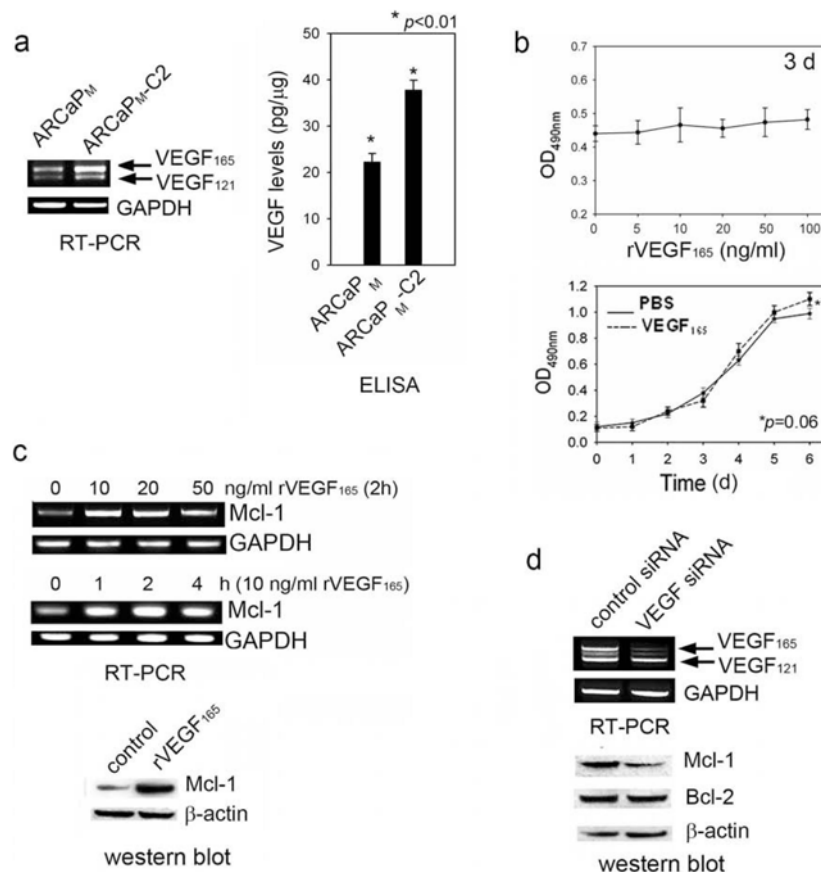 a
ARCaP_M
ARCaP_M-C2
VEGF₁₆₅
VEGF₁₂₁
GAPDH
RT-PCR
* p<0.01
VEGF levels (pg/μg)
50
40
30
20
10
0
*
*
ARCaP_M
ARCaP_M-C2
ELISA
b
3 d
OD₄₉₀ₙₘ
0.7
0.6
0.5
0.4
0.3
0.2
0 5 10 20 50 100
rVEGF₁₆₅ (ng/ml)
PBS
VEGF₁₆₅
OD₄₉₀ₙₘ
1.0
0.8
0.6
0.4
0.2
0.0
*
*p=0.06
0 1 2 3 4 5 6
Time (d)
c
0 10 20 50 ng/ml rVEGF₁₆₅ (2h)
Mcl-1
GAPDH
0 1 2 4 h (10 ng/ml rVEGF₁₆₅)
Mcl-1
GAPDH
RT-PCR
control
rVEGF₁₆₅
Mcl-1
β-actin
western blot
d
control siRNA
VEGF siRNA
VEGF₁₆₅
VEGF₁₂₁
GAPDH
RT-PCR
Mcl-1
Bcl-2
β-actin
western blot